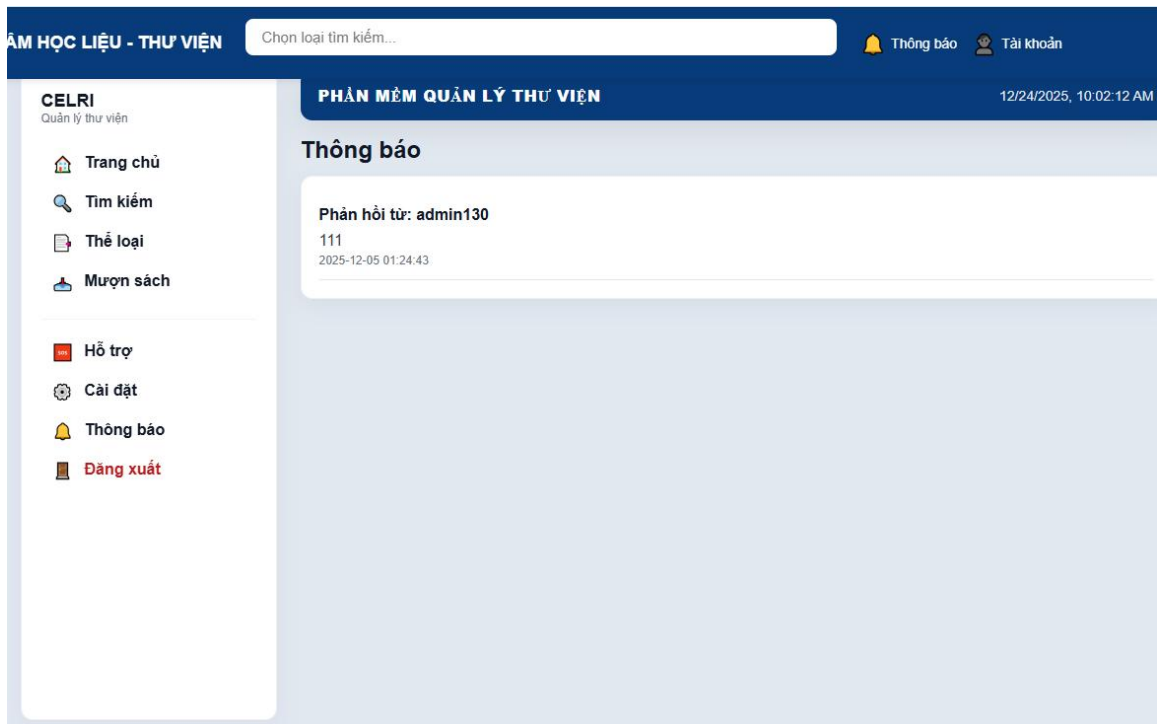 ÂM HỌC LIỆU - THƯ VIỆN
Chọn loại tìm kiếm...
Thông báo
Tài khoản
CELRI
Quản lý thư viện
Trang chủ
Tìm kiếm
Thể loại
Mượn sách
Hỗ trợ
Cài đặt
Thông báo
Đăng xuất
PHẦN MỀM QUẢN LÝ THƯ VIỆN
12/24/2025, 10:02:12 AM
Thông báo
Phản hồi từ: admin130
111
2025-12-05 01:24:43